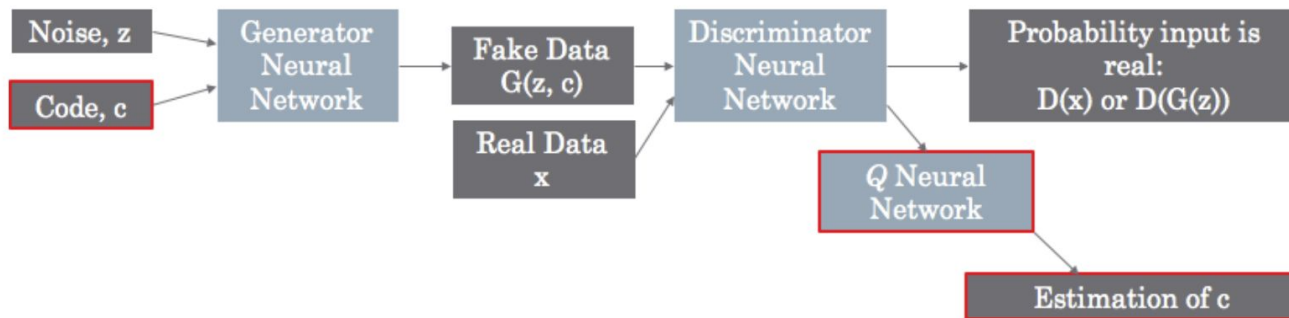 Noise, z
Code, c
Generator
Neural
Network
Fake Data
G(z, c)
Real Data
x
Discriminator
Neural
Network
Probability input is
real:
D(x) or D(G(z))
Q Neural
Network
Estimation of c